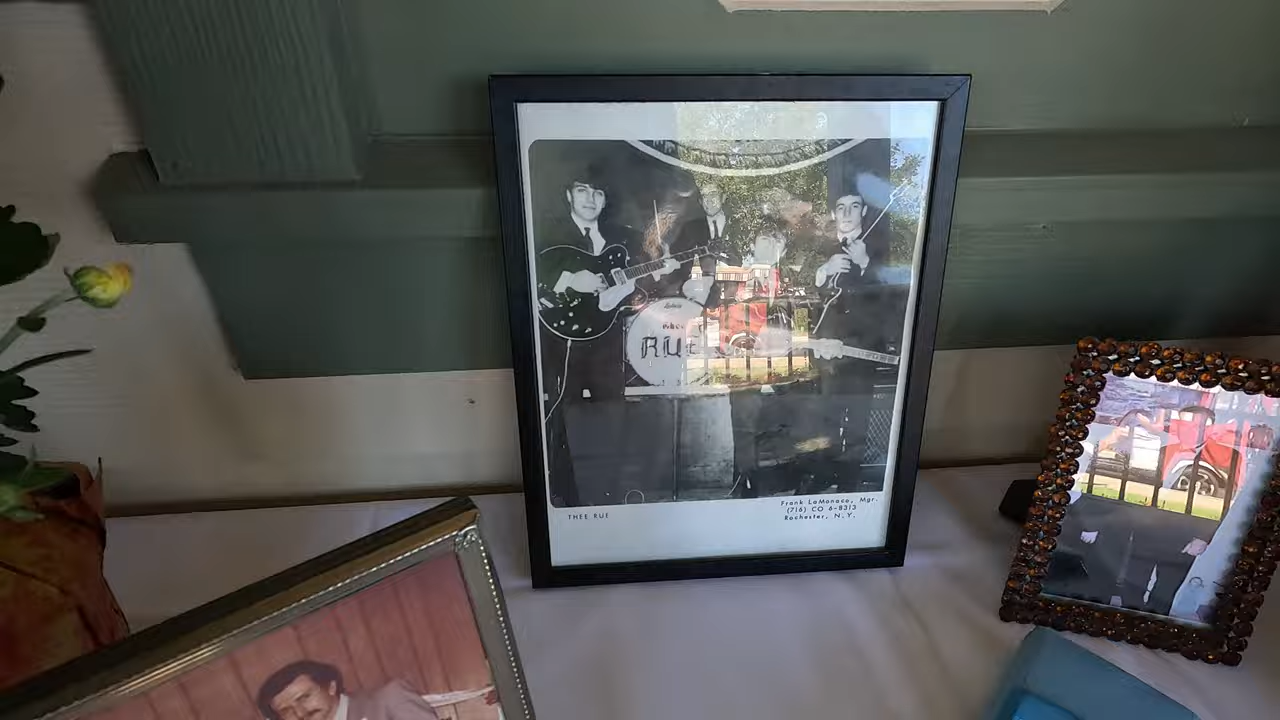 RUE
THEE RUE
Frank LaMonaco, Mgr.
(716) CO 6-8313
Rochester, N.Y.